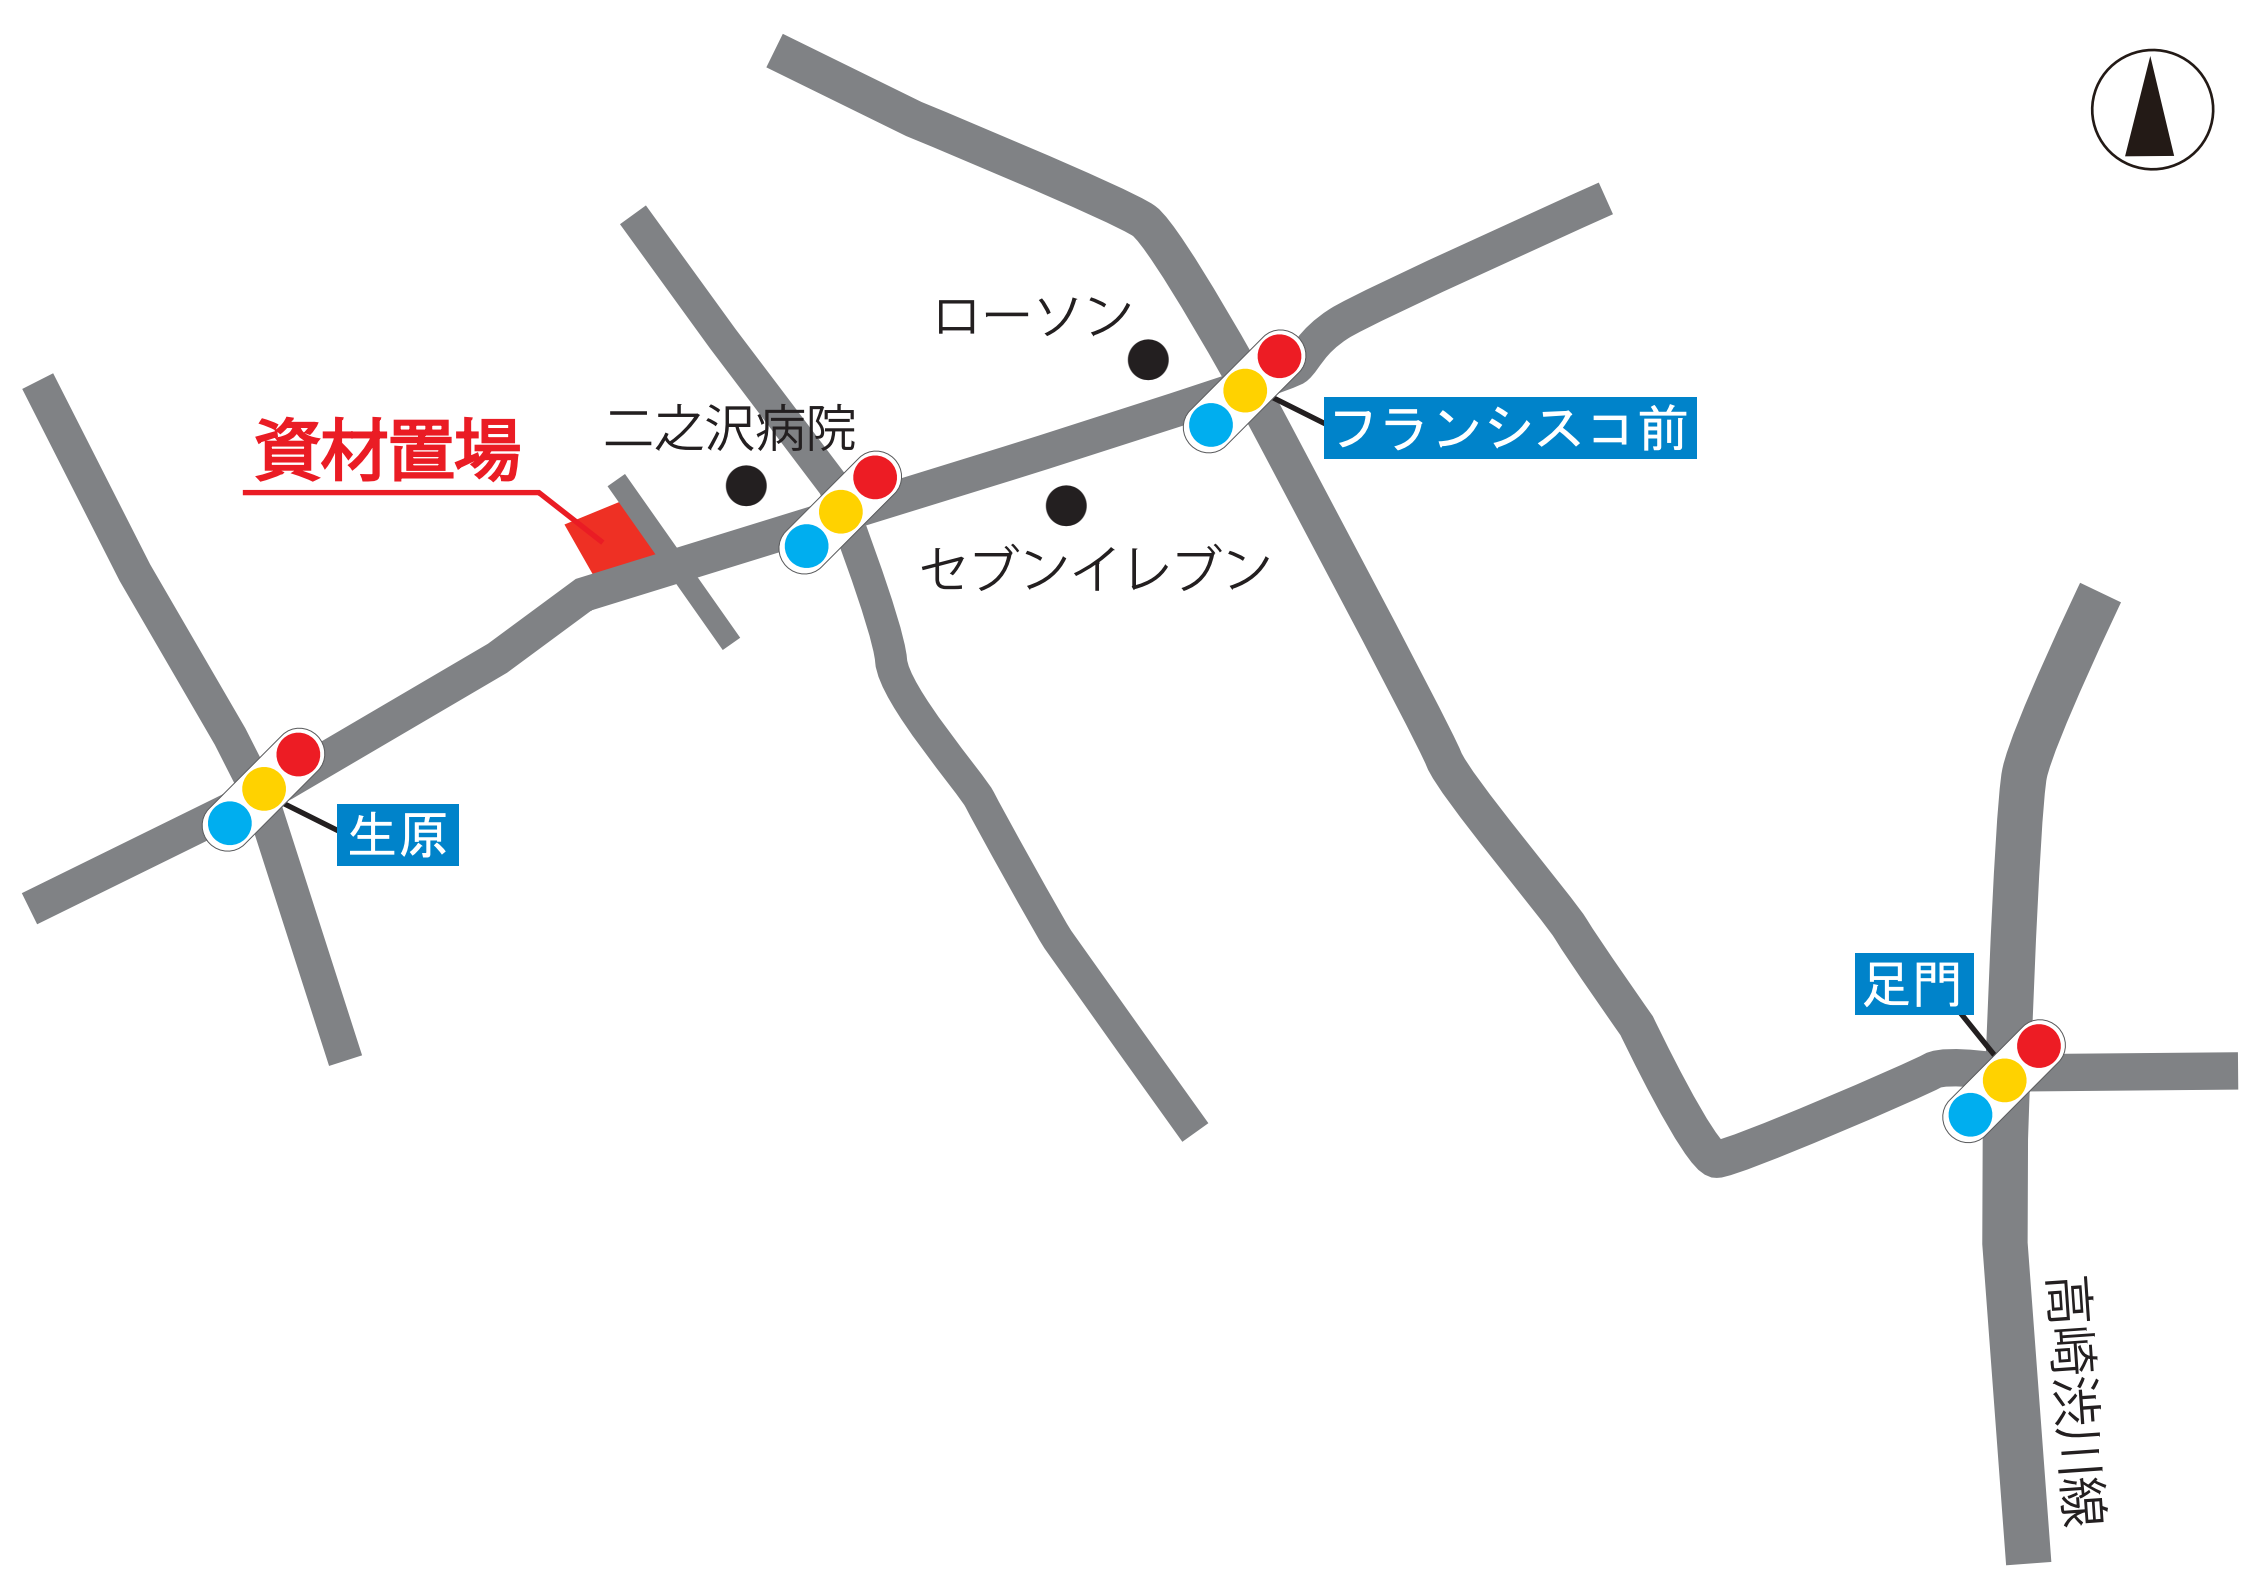 ローソン
フランシスコ前
資材置場
二之沢病院
セブンイレブン
生原
足門
高崎渋川線